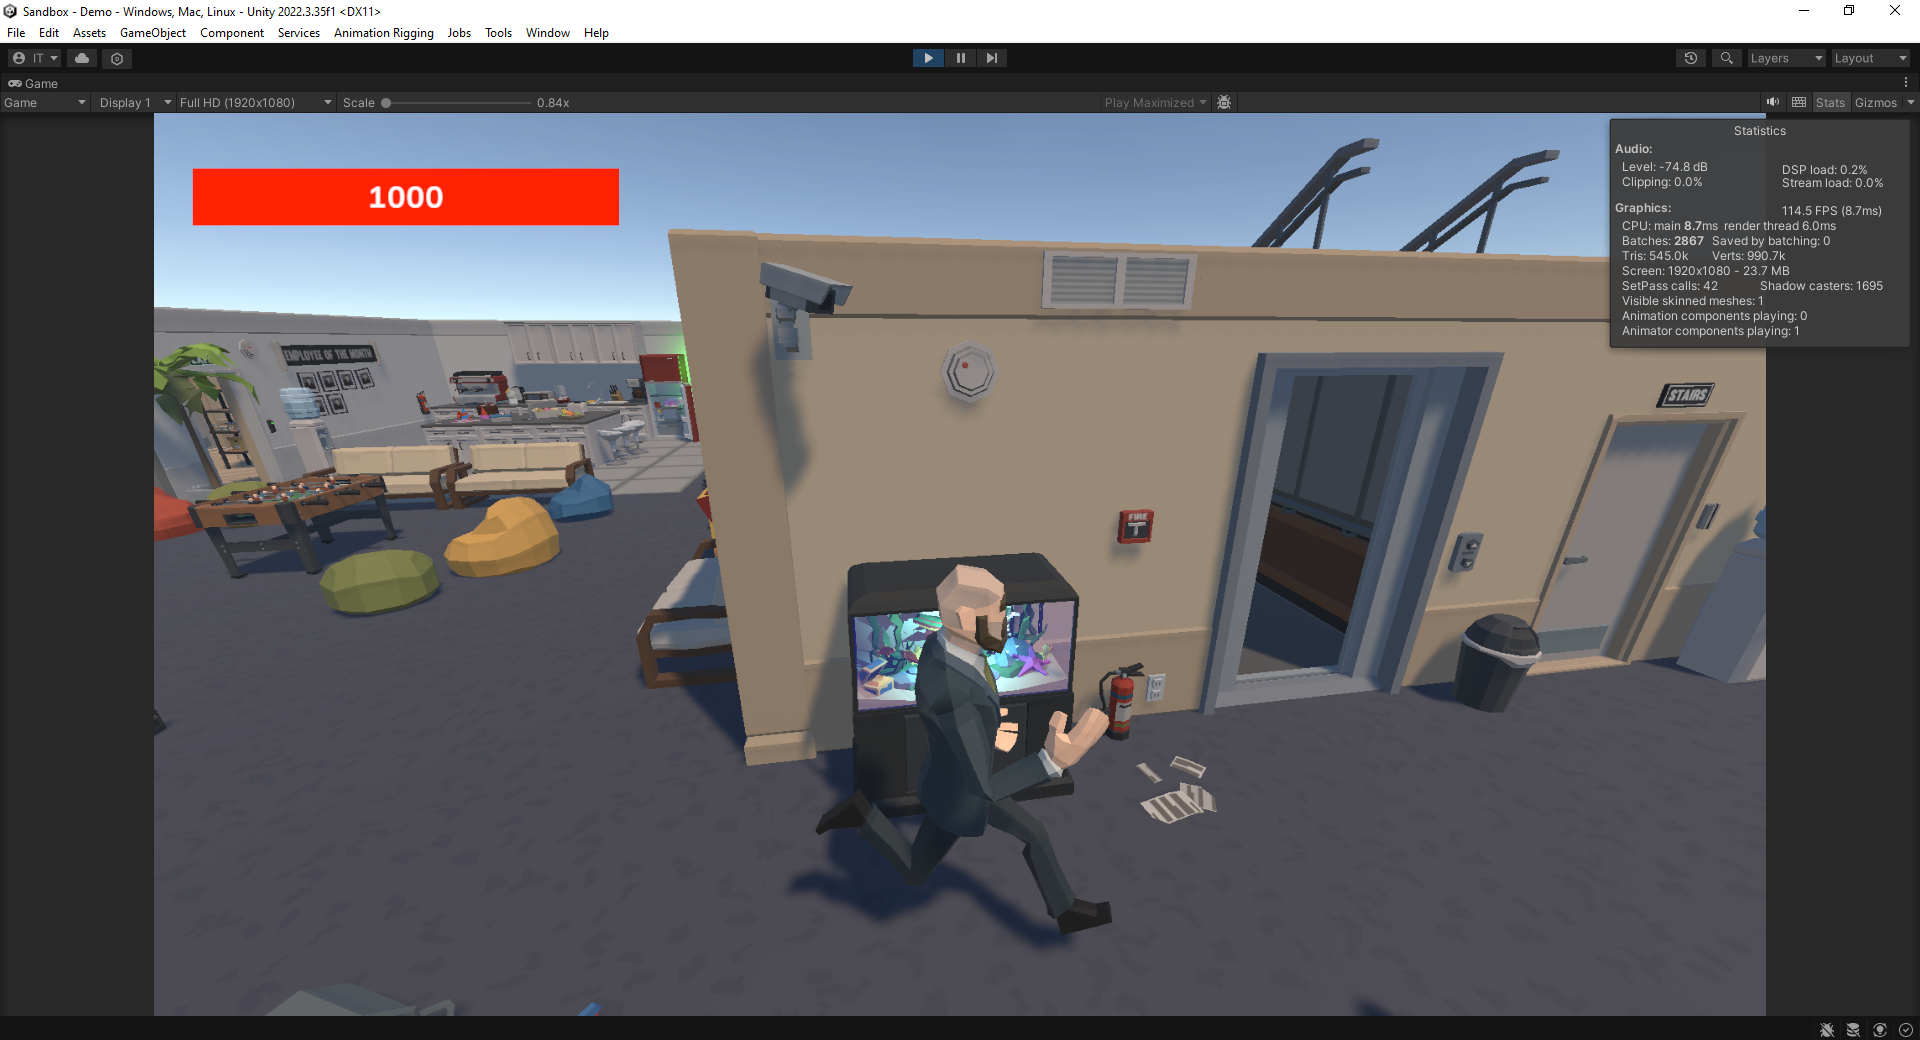 Sandbox - Demo - Windows, Mac, Linux - Unity 2022.3.35f1 <DX11>
File Edit Assets GameObject Component Services Animation Rigging Jobs Tools Window Help
IT Layers Layout
Game
Game Display 1 Full HD (1920x1080) Scale 0.84x Play Maximized Stats Gizmos
Statistics
Audio:
Level: -74.8 dB DSP load: 0.2%
Clipping: 0.0% Stream load: 0.0%
Graphics: 114.5 FPS (8.7ms)
CPU: main 8.7ms render thread 6.0ms
Batches: 2867 Saved by batching: 0
Tris: 545.0k Verts: 990.7k
Screen: 1920x1080 - 23.7 MB
SetPass calls: 42 Shadow casters: 1695
Visible skinned meshes: 1
Animation components playing: 0
Animator components playing: 1
1000
EMPLOYEE OF THE MONTH
STAIRS
FIRE